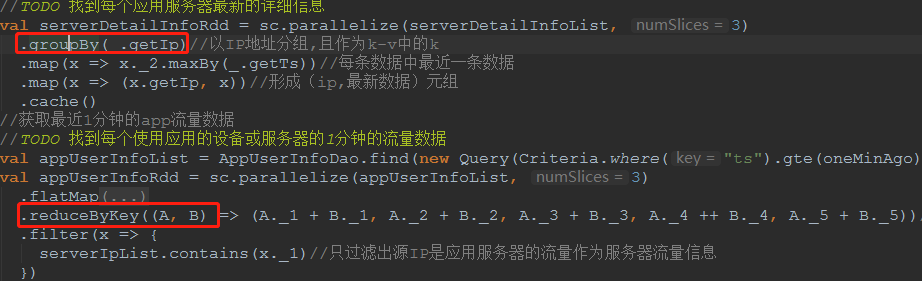 //TODO 找到每个应用服务器最新的详细信息
val serverDetailInfoRdd = sc.parallelize(serverDetailInfoList, numSlices = 3)
.groupBy(_.getIp)//以IP地址分组,且作为k-v中的k
.map(x => x._2.maxBy(_.getTs))//每条数据中最近一条数据
.map(x => (x.getIp, x))//形成（ip,最新数据）元组
.cache()
//获取最近1分钟的app流量数据
//TODO 找到每个使用应用的设备或服务器的1分钟的流量数据
val appUserInfoList = AppUserInfoDao.find(new Query(Criteria.where( key = "ts").gte(oneMinAgo)
val appUserInfoRdd = sc.parallelize(appUserInfoList, numSlices = 3)
.flatMap(...)
.reduceByKey((A, B) => (A._1 + B._1, A._2 + B._2, A._3 + B._3, A._4 ++ B._4, A._5 + B._5))
.filter(x => {
serverIpList.contains(x._1)//只过滤出源IP是应用服务器的流量作为服务器流量信息
})